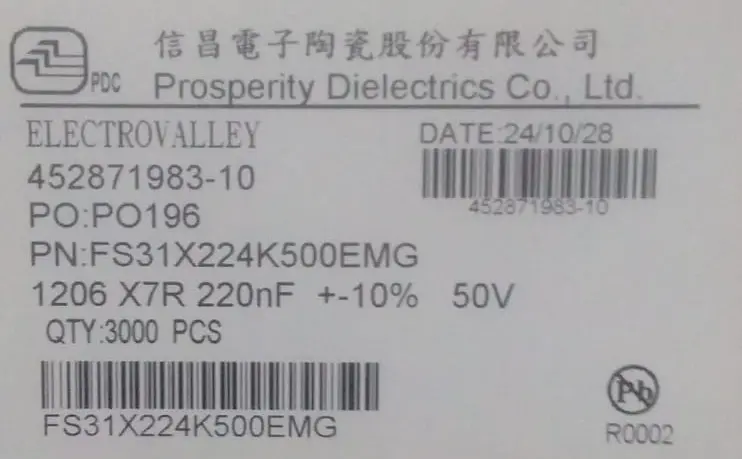 信昌電子陶瓷股份有限公司
PDC Prosperity Dielectrics Co., Ltd.
ELECTROVALLEY DATE:24/10/28
452871983-10
452871983-10
PO:PO196
PN:FS31X224K500EMG
1206 X7R 220nF +-10% 50V
QTY:3000 PCS
FS31X224K500EMG
Pb
R0002